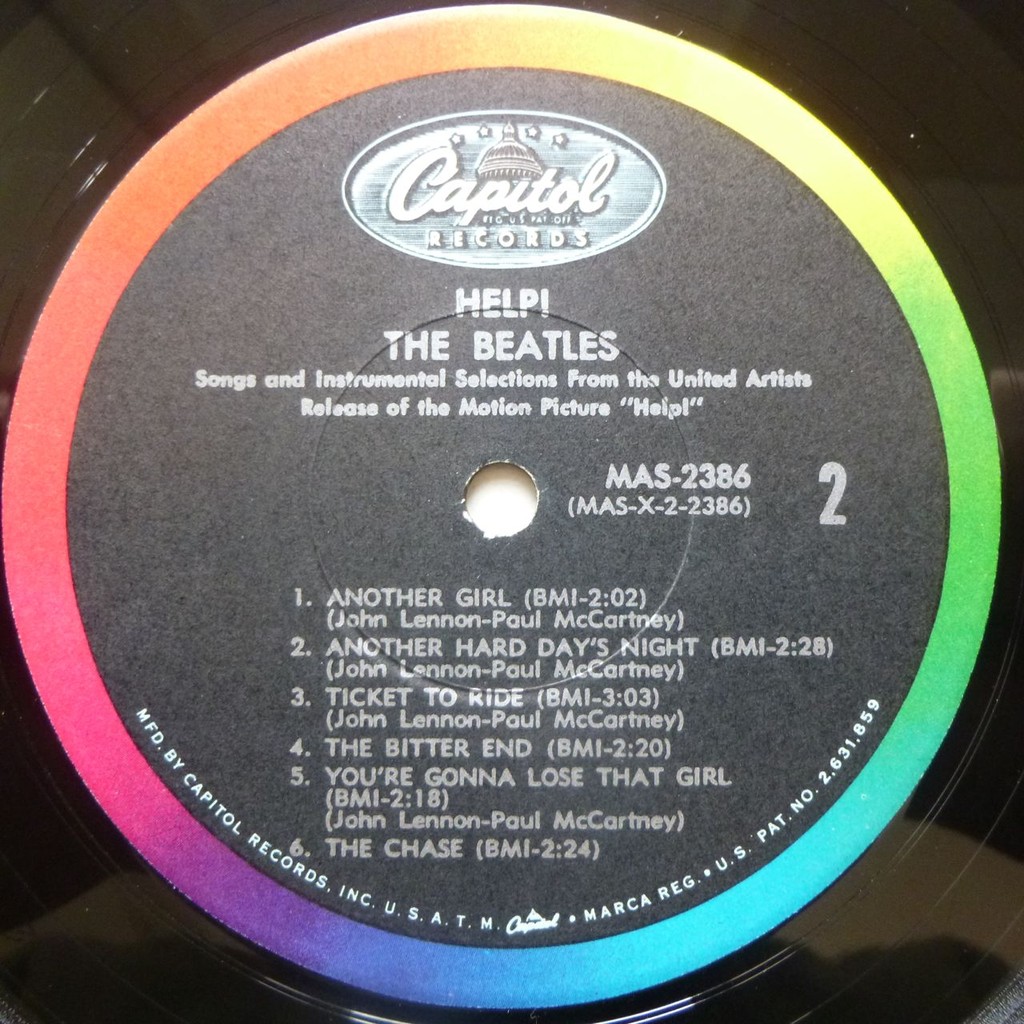 Capitol
REG. U.S. PAT. OFF.
RECORDS
HELP!
THE BEATLES
Songs and Instrumental Selections From the United Artists
Release of the Motion Picture "Help!"
MAS-2386
(MAS-X-2-2386)
2
1. ANOTHER GIRL (BMI-2:02)
(John Lennon-Paul McCartney)
2. ANOTHER HARD DAY'S NIGHT (BMI-2:28)
(John Lennon-Paul McCartney)
3. TICKET TO RIDE (BMI-3:03)
(John Lennon-Paul McCartney)
4. THE BITTER END (BMI-2:20)
5. YOU'RE GONNA LOSE THAT GIRL
(BMI-2:18)
(John Lennon-Paul McCartney)
6. THE CHASE (BMI-2:24)
MFD. BY CAPITOL RECORDS, INC. U. S. A. T. M. Capitol • MARCA REG. • U. S. PAT. NO. 2,631,859